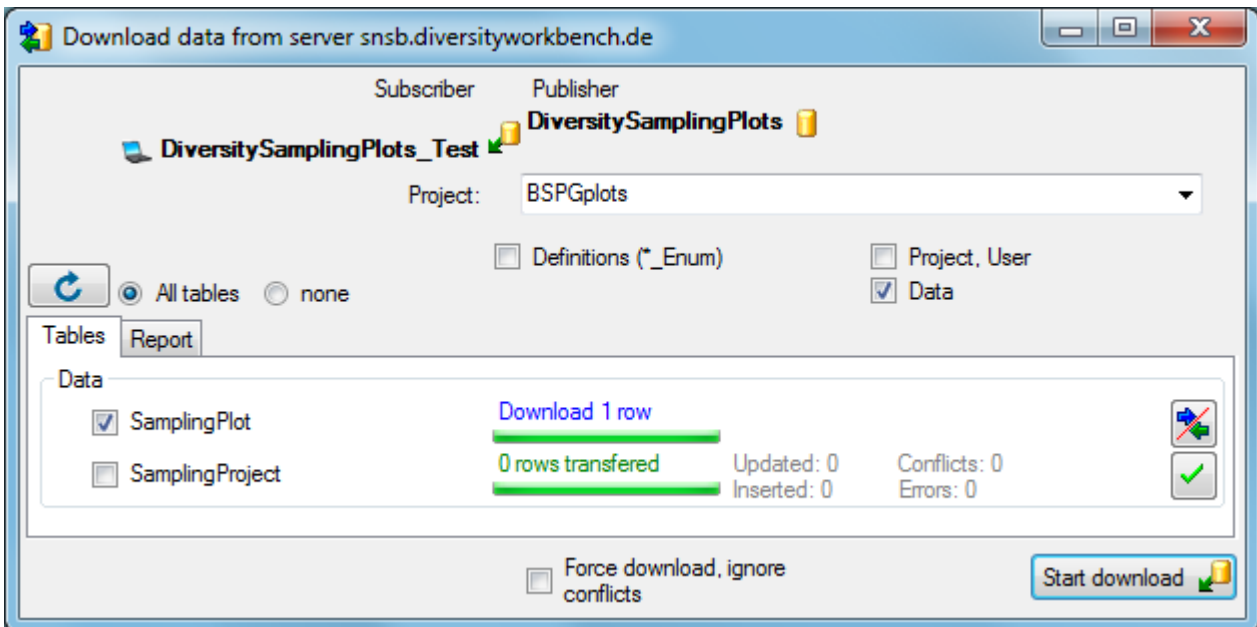 Download data from server snsb.diversityworkbench.de
Subscriber Publisher
DiversitySamplingPlots_Test DiversitySamplingPlots
Project: BSPGplots
Definitions (*_Enum) Project, User
All tables none Data
Tables Report
Data
SamplingPlot Download 1 row
SamplingProject 0 rows transfered Updated: 0 Conflicts: 0
Inserted: 0 Errors: 0
Force download, ignore
conflicts
Start download